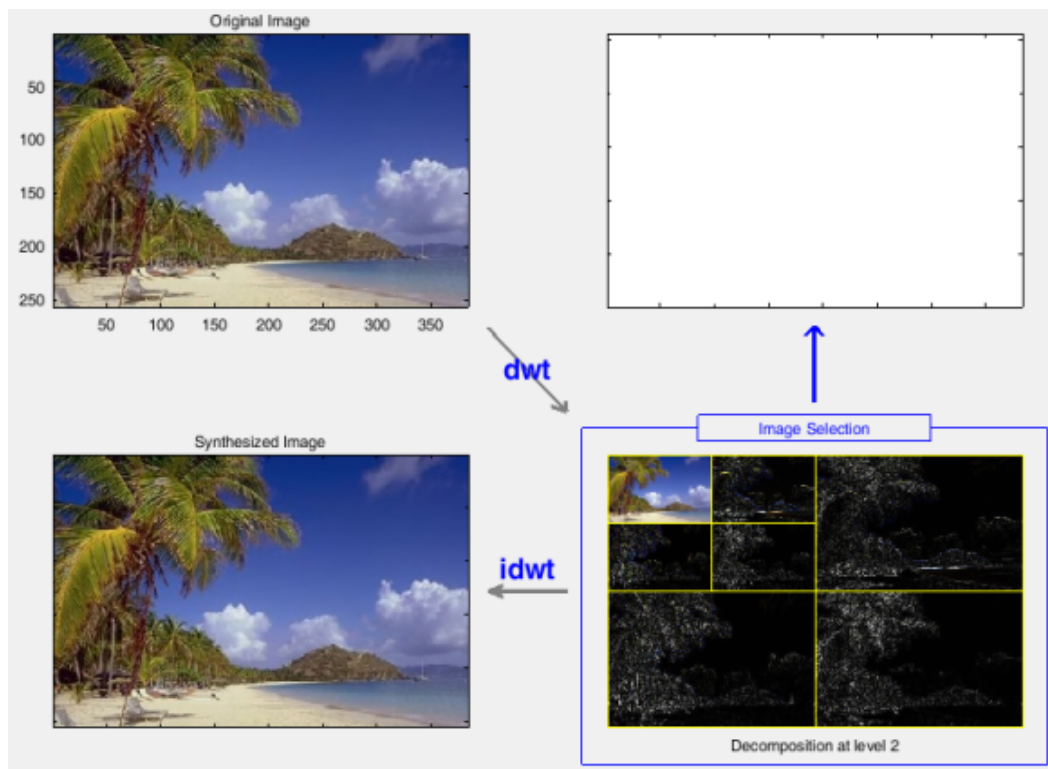 Original Image
50
100
150
200
250
50 100 150 200 250 300 350
dwt
Image Selection
Synthesized Image
idwt
Decomposition at level 2